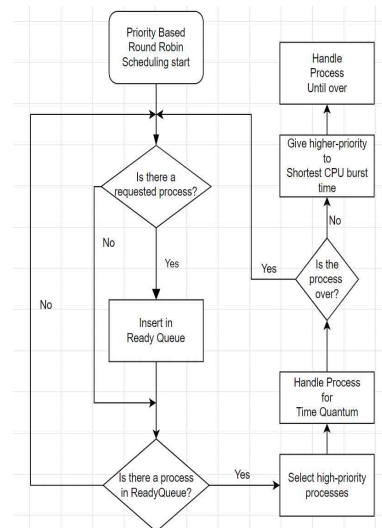 Priority Based
Round Robin
Scheduling start
Is there a
requested process?
No
Yes
No
Insert in
Ready Queue
Is there a process
in ReadyQueue?
Yes
Select high-priority
processes
Handle Process
for
Time Quantum
Is the
process
over?
Yes
No
Give higher-priority
to
Shortest CPU burst
time
Handle
Process
Until over